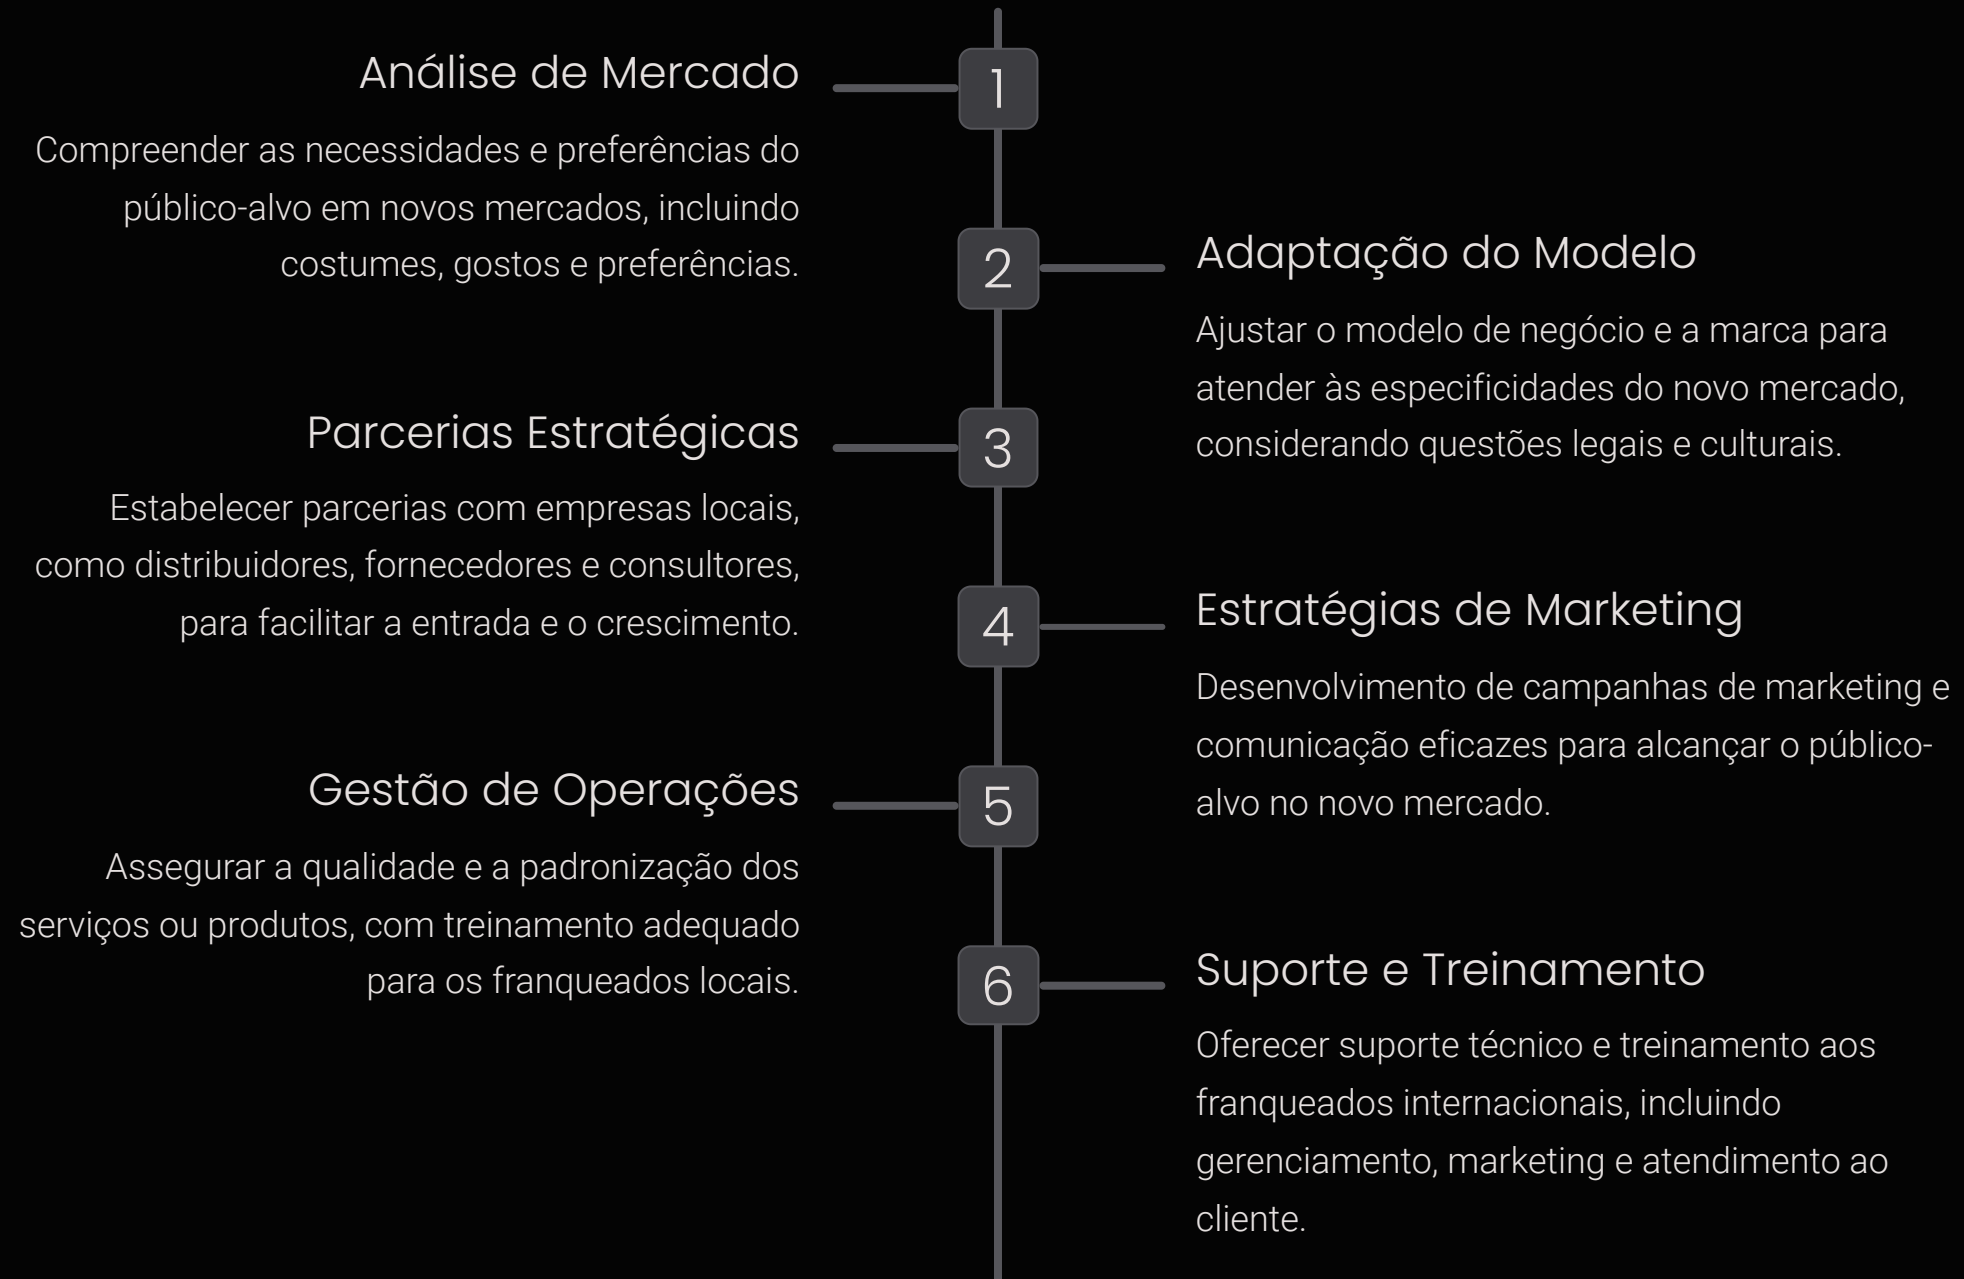 1
Análise de Mercado
Compreender as necessidades e preferências do
público-alvo em novos mercados, incluindo
costumes, gostos e preferências.
2
Adaptação do Modelo
Ajustar o modelo de negócio e a marca para
atender às especificidades do novo mercado,
considerando questões legais e culturais.
3
Parcerias Estratégicas
Estabelecer parcerias com empresas locais,
como distribuidores, fornecedores e consultores,
para facilitar a entrada e o crescimento.
4
Estratégias de Marketing
Desenvolvimento de campanhas de marketing e
comunicação eficazes para alcançar o público-
alvo no novo mercado.
5
Gestão de Operações
Assegurar a qualidade e a padronização dos
serviços ou produtos, com treinamento adequado
para os franqueados locais.
6
Suporte e Treinamento
Oferecer suporte técnico e treinamento aos
franqueados internacionais, incluindo
gerenciamento, marketing e atendimento ao
cliente.